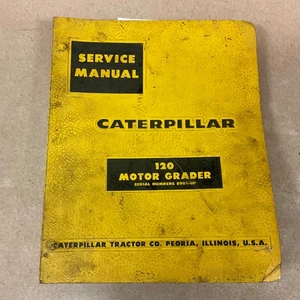 SERVICE
MANUAL
CATERPILLAR
120
MOTOR GRADER
SERIAL NUMBERS
CATERPILLAR TRACTOR CO. PEORIA, ILLINOIS, U.S.A.